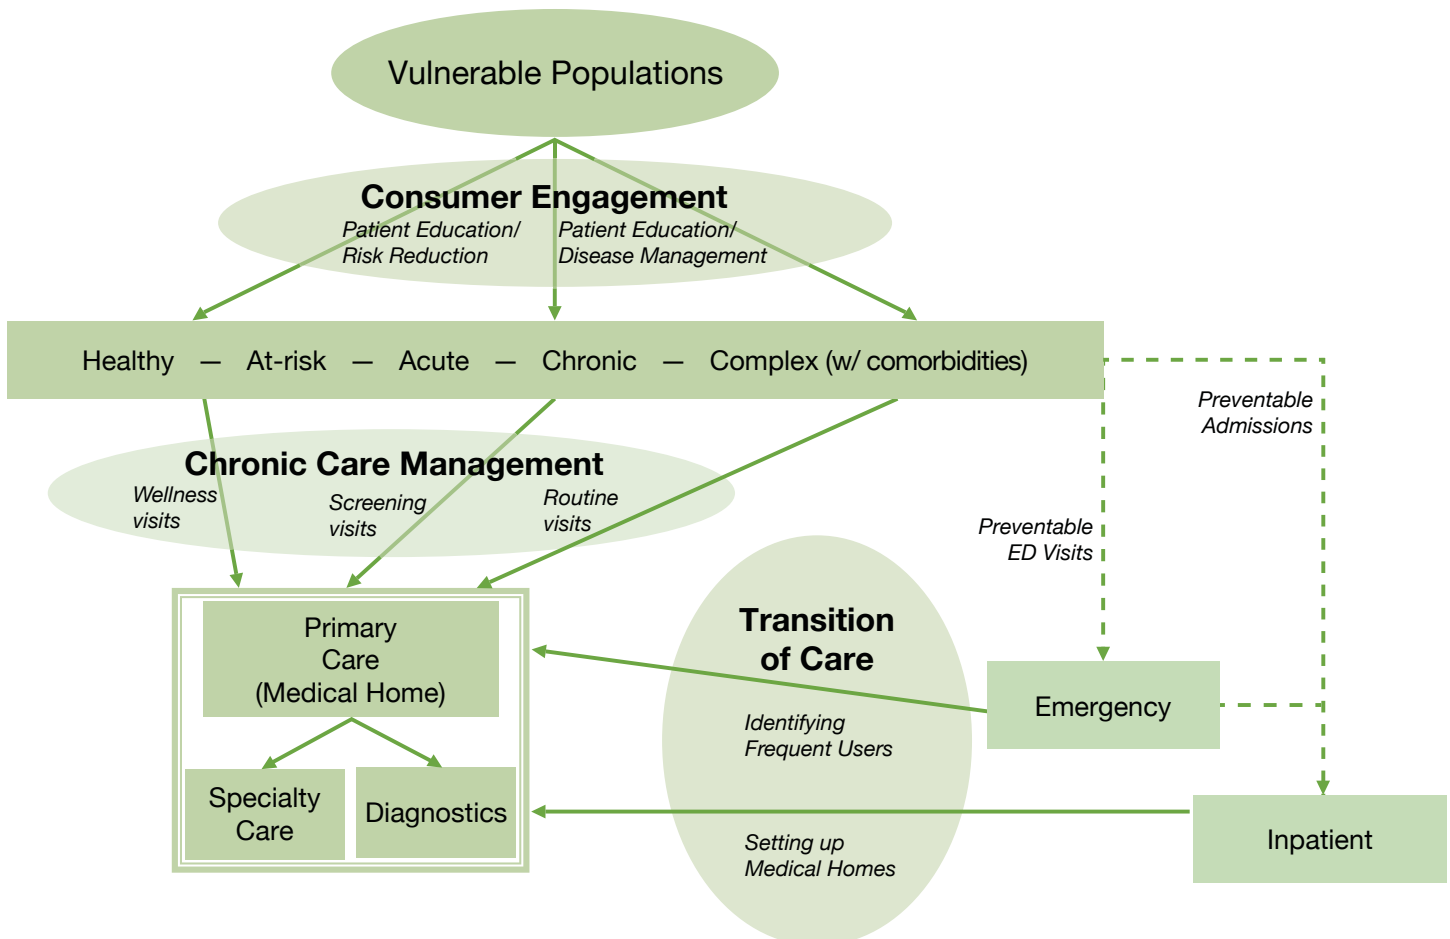 Vulnerable Populations
Consumer Engagement
Patient Education/
Risk Reduction
Patient Education/
Disease Management
Healthy — At-risk — Acute — Chronic — Complex (w/ comorbidities)
Preventable
Admissions
Chronic Care Management
Wellness
visits
Screening
visits
Routine
visits
Preventable
ED Visits
Primary
Care
(Medical Home)
Specialty
Care
Diagnostics
Transition
of Care
Identifying
Frequent Users
Setting up
Medical Homes
Emergency
Inpatient